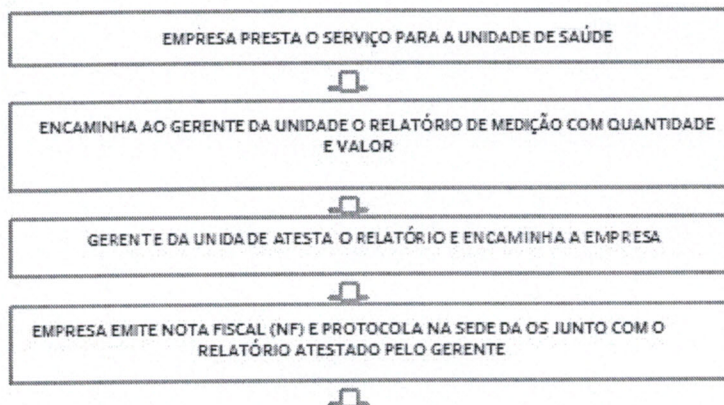 EMPRESA PRESTA O SERVIÇO PARA A UNIDADE DE SAÚDE
ENCAMINHA AO GERENTE DA UNIDADE O RELATÓRIO DE MEDIÇÃO COM QUANTIDADE
E VALOR
GERENTE DA UNIDADE ATESTA O RELATÓRIO E ENCAMINHA A EMPRESA
EMPRESA EMITE NOTA FISCAL (NF) E PROTOCOLA NA SEDE DA OS JUNTO COM O
RELATÓRIO ATESTADO PELO GERENTE